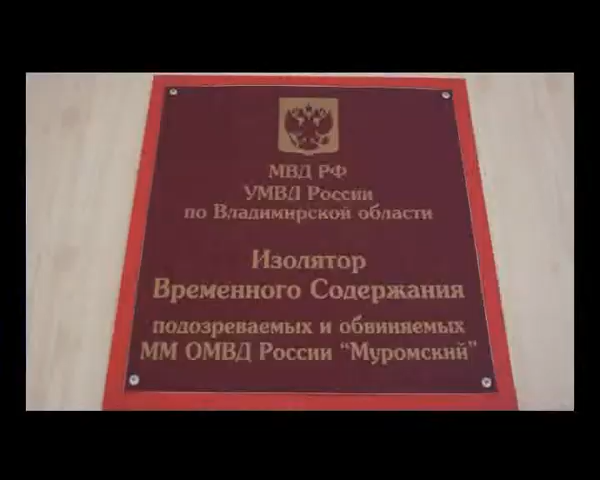 МВД РФ
УМВД России
по Владимирской области
Изолятор
Временного Содержания
подозреваемых и обвиняемых
ММ ОМВД России "Муромский"